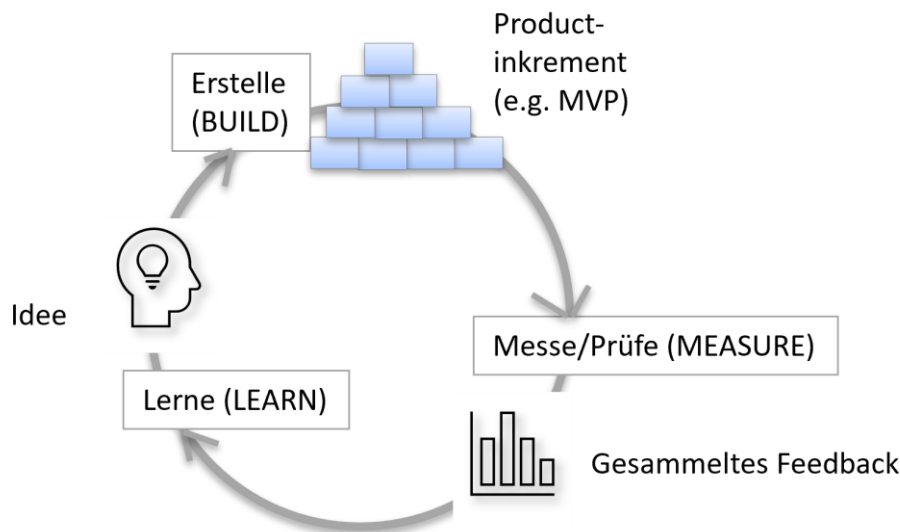 Product-
inkrement
(e.g. MVP)
Erstelle
(BUILD)
Idee
Messe/Prüfe (MEASURE)
Lerne (LEARN)
Gesammeltes Feedback